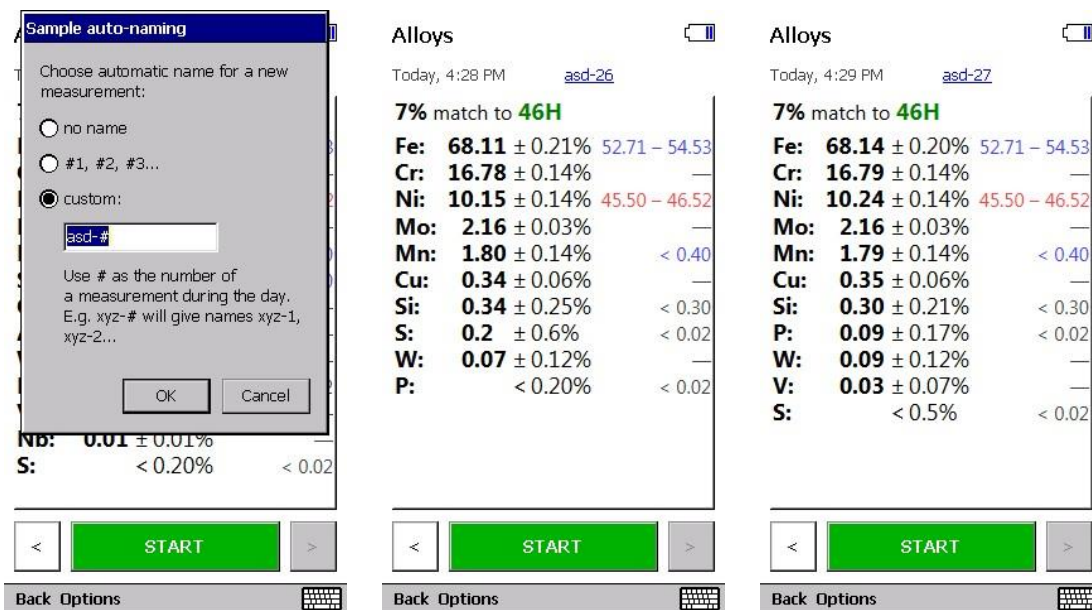 Sample auto-naming
Choose automatic name for a new
measurement:
no name
#1, #2, #3...
custom:
asd-#
Use # as the number of
a measurement during the day.
E.g. xyz-# will give names xyz-1,
xyz-2...
OK Cancel
Nb: 0.01 ± 0.01% —
S: < 0.20% < 0.02
< START >
Back Options
Alloys
Today, 4:28 PM asd-26
7% match to 46H
Fe: 68.11 ± 0.21% 52.71 – 54.53
Cr: 16.78 ± 0.14% —
Ni: 10.15 ± 0.14% 45.50 – 46.52
Mo: 2.16 ± 0.03% —
Mn: 1.80 ± 0.14% < 0.40
Cu: 0.34 ± 0.06% —
Si: 0.34 ± 0.25% < 0.30
S: 0.2 ± 0.6% < 0.02
W: 0.07 ± 0.12% —
P: < 0.20% < 0.02
< START >
Back Options
Alloys
Today, 4:29 PM asd-27
7% match to 46H
Fe: 68.14 ± 0.20% 52.71 – 54.53
Cr: 16.79 ± 0.14% —
Ni: 10.24 ± 0.14% 45.50 – 46.52
Mo: 2.16 ± 0.03% —
Mn: 1.79 ± 0.14% < 0.40
Cu: 0.35 ± 0.06% —
Si: 0.30 ± 0.21% < 0.30
P: 0.09 ± 0.17% < 0.02
W: 0.09 ± 0.12% —
V: 0.03 ± 0.07% —
S: < 0.5% < 0.02
< START >
Back Options